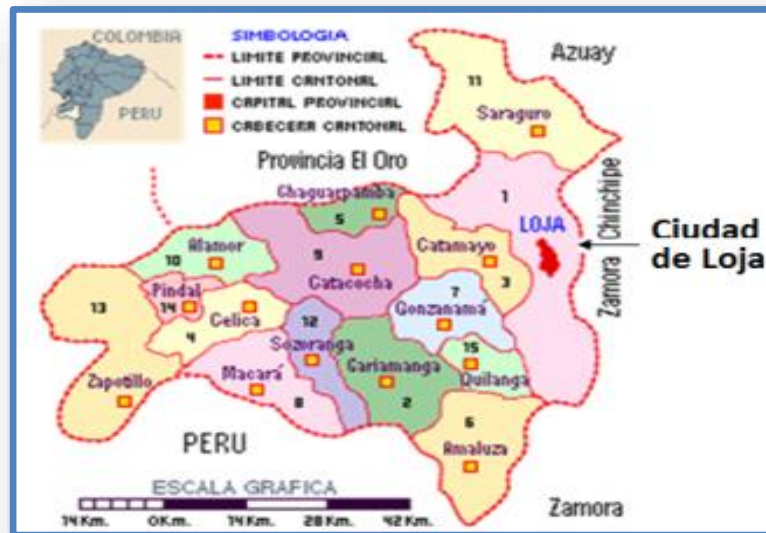 COLOMBIA
PERU
SIMBOLOGIA
LIMITE PROVINCIAL
LIMITE CANTONAL
CAPITAL PROVINCIAL
CABECERA CANTONAL
Azuay
11
Saraguro
Provincia El Oro
Chaguarpamba
5
1
LOJA
Zamora Chinchipe
Ciudad
de Loja
Alamor
10
9
Catacocha
Catamayo
3
13
Pindal
14
Celica
4
12
Sozoranga
7
Gonzanamá
15
Quilanga
Zapotillo
Macará
8
Cariamanga
2
6
Amaluza
PERU
ESCALA GRAFICA
14 Km. 0Km. 14 Km. 28 Km. 42 Km.
Zamora